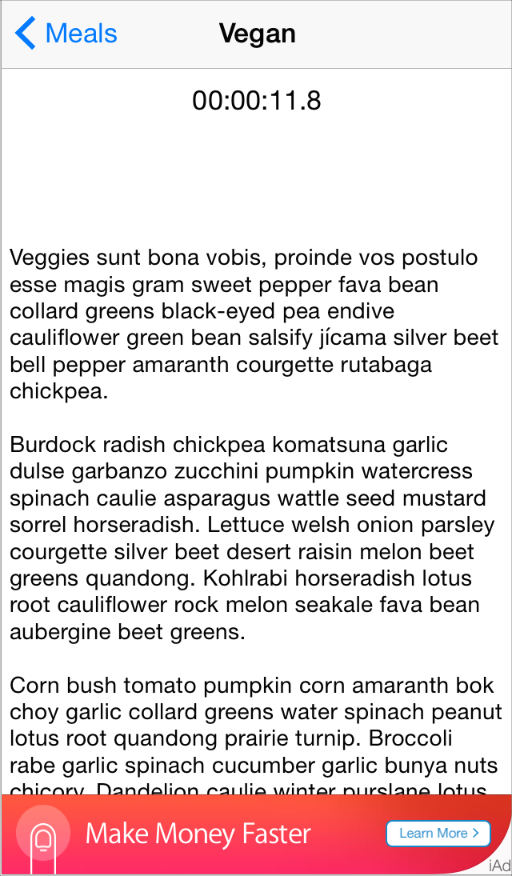 Meals
Vegan
00:00:11.8
Veggies sunt bona vobis, proinde vos postulo
esse magis gram sweet pepper fava bean
collard greens black-eyed pea endive
cauliflower green bean salsify jícama silver beet
bell pepper amaranth courgette rutabaga
chickpea.
Burdock radish chickpea komatsuna garlic
dulse garbanzo zucchini pumpkin watercress
spinach caulie asparagus wattle seed mustard
sorrel horseradish. Lettuce welsh onion parsley
courgette silver beet desert raisin melon beet
greens quandong. Kohlrabi horseradish lotus
root cauliflower rock melon seakale fava bean
aubergine beet greens.
Corn bush tomato pumpkin corn amaranth bok
choy garlic collard greens water spinach peanut
lotus root quandong prairie turnip. Broccoli
rabe garlic spinach cucumber garlic bunya nuts
chicory. Dandelion caulie winter purslane lotus
Make Money Faster
Learn More >
iAd